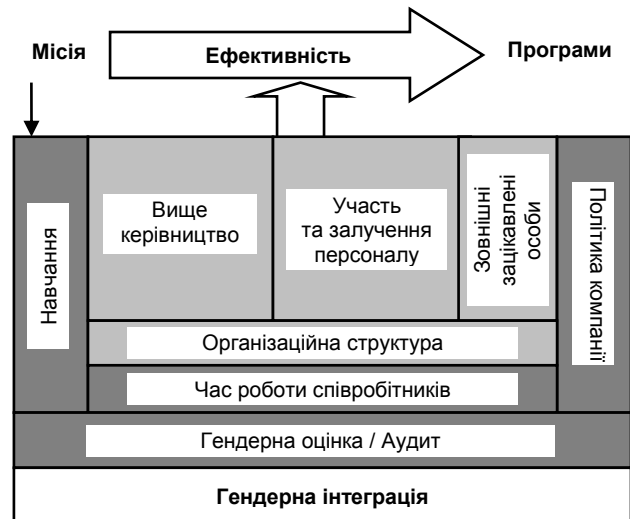 Місія
Ефективність
Програми
Навчання
Вище
керівництво
Участь
та залучення
персоналу
Зовнішні
зацікавлені
особи
Політика компанії
Організаційна структура
Час роботи співробітників
Гендерна оцінка / Аудит
Гендерна інтеграція